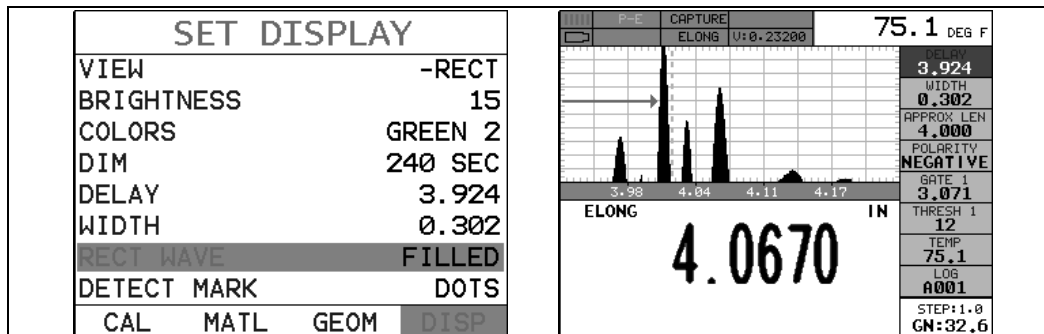 SET DISPLAY
VIEW -RECT
BRIGHTNESS 15
COLORS GREEN 2
DIM 240 SEC
DELAY 3.924
WIDTH 0.302
RECT WAVE FILLED
DETECT MARK DOTS
CAL MATL GEOM DISP
P-E CAPTURE
ELONG V:0.23200
75.1 DEG F
DELAY
3.924
WIDTH
0.302
APPROX LEN
4.000
POLARITY
NEGATIVE
GATE 1
3.071
THRESH 1
12
TEMP
75.1
LOG
A001
STEP:1.0
GN:32.6
3.98 4.04 4.11 4.17
ELONG IN
4.0670